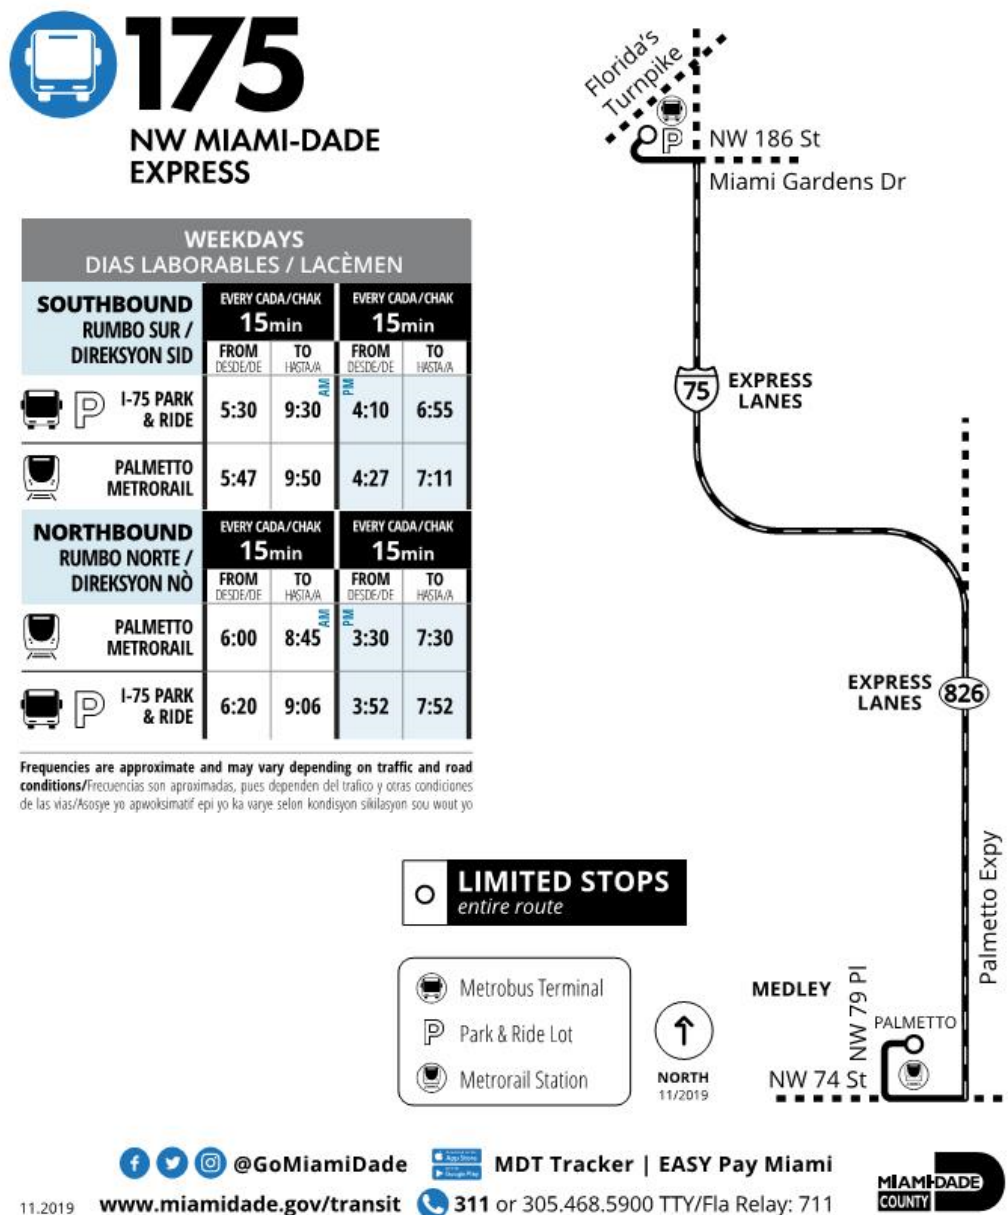 175
NW MIAMI-DADE
EXPRESS
WEEKDAYS
DIAS LABORABLES / LACÈMEN
SOUTHBOUND
RUMBO SUR /
DIREKSYON SID
EVERY CADA/CHAK
15min
EVERY CADA/CHAK
15min
FROM TO FROM TO
DESDE/DE HASTA/A DESDE/DE HASTA/A
AM PM
P I-75 PARK
& RIDE
5:30 9:30 4:10 6:55
PALMETTO
METRORAIL
5:47 9:50 4:27 7:11
NORTHBOUND
RUMBO NORTE /
DIREKSYON NÒ
EVERY CADA/CHAK
15min
EVERY CADA/CHAK
15min
FROM TO FROM TO
DESDE/DE HASTA/A DESDE/DE HASTA/A
AM PM
PALMETTO
METRORAIL
6:00 8:45 3:30 7:30
P I-75 PARK
& RIDE
6:20 9:06 3:52 7:52
Frequencies are approximate and may vary depending on traffic and road
conditions/Frecuencias son aproximadas, pues dependen del trafico y otras condiciones
de las vias/Asosye yo apwoksimatif epi yo ka varye selon kondisyon sikilasyon sou wout yo
Florida's
Turnpike
P
NW 186 St
Miami Gardens Dr
75
EXPRESS
LANES
EXPRESS
LANES
826
Palmetto Expy
MEDLEY
NW 79 Pl
PALMETTO
NW 74 St
LIMITED STOPS
entire route
Metrobus Terminal
P Park & Ride Lot
Metrorail Station
NORTH
11/2019
@GoMiamiDade
App Store
Google Play
MDT Tracker | EASY Pay Miami
11.2019
www.miamidade.gov/transit
311 or 305.468.5900 TTY/Fla Relay: 711
MIAMI-DADE
COUNTY